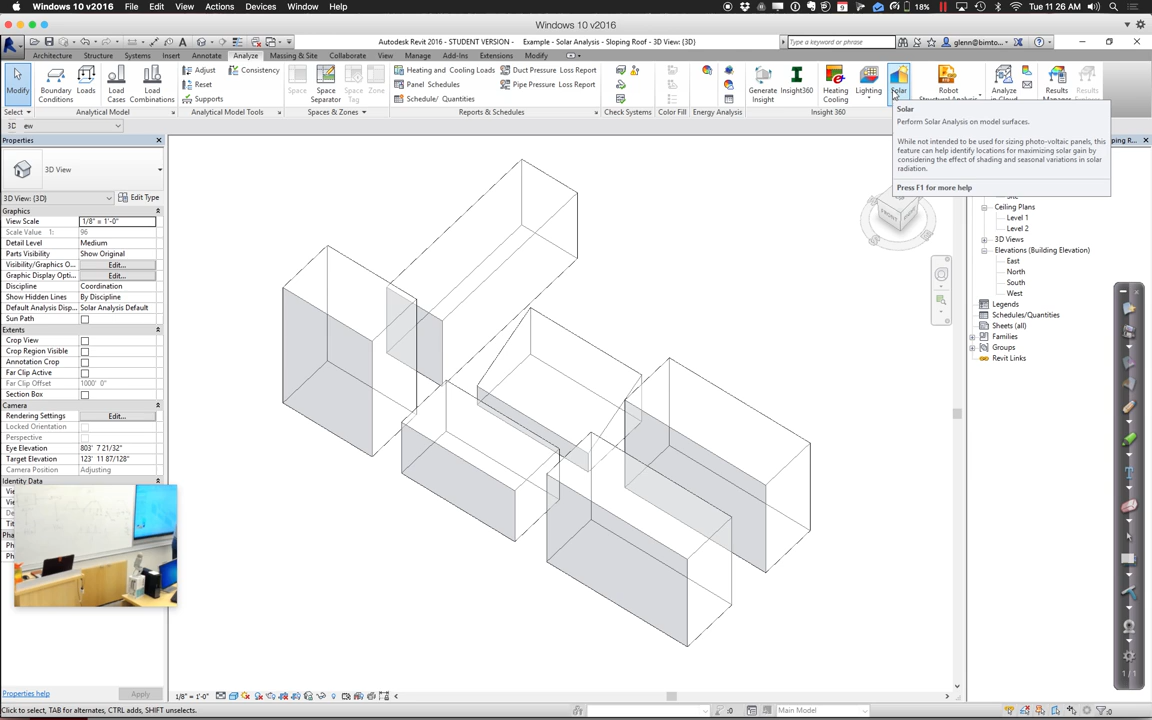 Windows 10 v2016 File Edit View Actions Devices Window Help
9 18% Tue 11 26 AM
Windows 10 v2016
Autodesk Revit 2016 - STUDENT VERSION - Example - Solar Analysis - Sloping Roof - 3D View: {3D}
Type a keyword or phrase
glenn@bimto...
Architecture Structure Systems Insert Annotate Analyze Massing & Site Collaborate View Manage Add-Ins Extensions Modify
Modify
Boundary Conditions
Loads
Load Cases
Load Combinations
Adjust
Reset
Supports
Consistency
Space
Space Separator
Space Tag
Zone
Heating and Cooling Loads
Panel Schedules
Schedule/ Quantities
Duct Pressure Loss Report
Pipe Pressure Loss Report
Generate Insight
Insight360
Heating Cooling
Lighting
Solar
Robot Structural Analysis
Analyze in Cloud
Results Manager
Select
Analytical Model
Analytical Model Tools
Spaces & Zones
Reports & Schedules
Check Systems
Color Fill
Energy Analysis
Insight 360
Solar
Perform Solar Analysis on model surfaces.
While not intended to be used for sizing photo-voltaic panels, this
feature can help identify locations for maximizing solar gain by
considering the effect of shading and seasonal variations in solar
radiation.
Press F1 for more help
Properties
3D View
3D View: {3D} Edit Type
Graphics
View Scale 1/8" = 1'-0"
Scale Value 1: 96
Detail Level Medium
Parts Visibility Show Original
Visibility/Graphics O... Edit...
Graphic Display Opti... Edit...
Discipline Coordination
Show Hidden Lines By Discipline
Default Analysis Disp... Solar Analysis Default
Sun Path
Extents
Crop View
Crop Region Visible
Annotation Crop
Far Clip Active
Far Clip Offset 1000' 0"
Section Box
Camera
Rendering Settings Edit...
Locked Orientation
Perspective
Eye Elevation 803' 7 21/32"
Target Elevation 123' 11 87/128"
Camera Position Adjusting
Identity Data
Properties help Apply
FRONT
Ceiling Plans
Level 1
Level 2
3D Views
Elevations (Building Elevation)
East
North
South
West
Legends
Schedules/Quantities
Sheets (all)
Families
Groups
Revit Links
1/8" = 1'-0"
Click to select, TAB for alternates, CTRL adds, SHIFT unselects.
:0
Main Model
:0
1 / 1